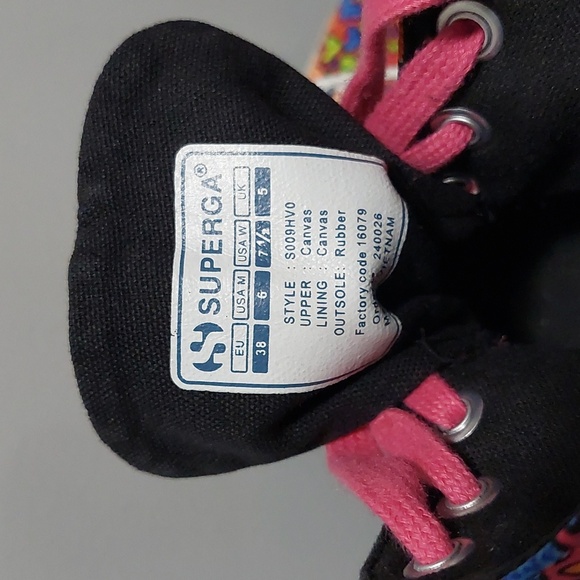 SUPERGA®
EU USA M USA W UK
38 6 7½ 5
STYLE : S009HV0
UPPER : Canvas
LINING : Canvas
OUTSOLE: Rubber
Factory code 16079
240026